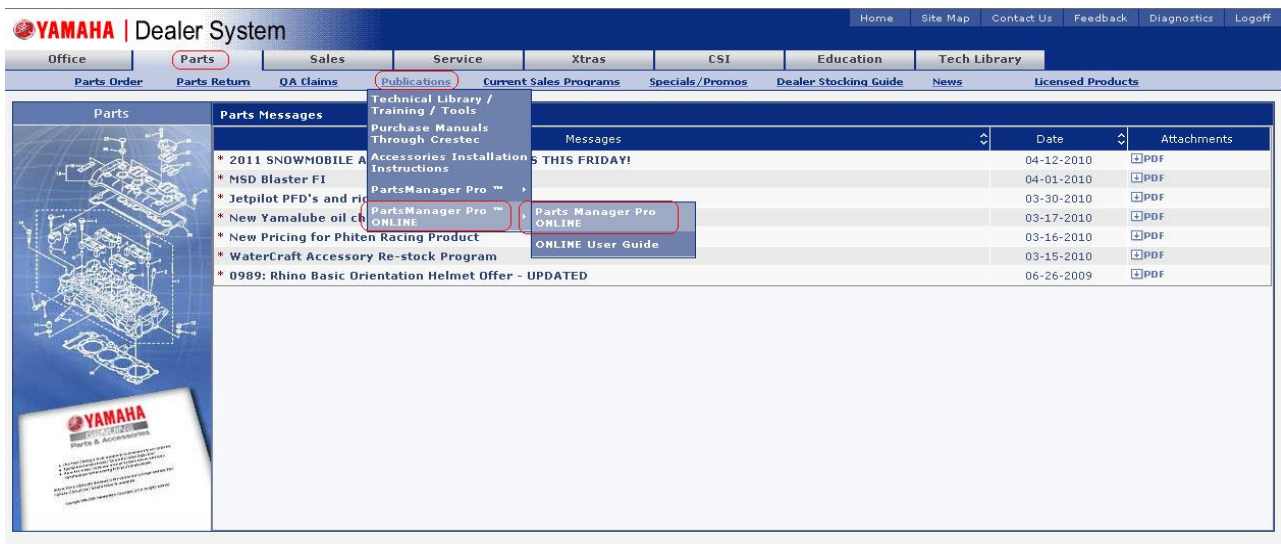 Home Site Map Contact Us Feedback Diagnostics Logoff
YAMAHA | Dealer System
Office Parts Sales Service Xtras CSI Education Tech Library
Parts Order Parts Return QA Claims Publications Current Sales Programs Specials/Promos Dealer Stocking Guide News Licensed Products
Technical Library /
Training / Tools
Purchase Manuals
Through Crestec
Accessories Installation
Instructions
PartsManager Pro ™
PartsManager Pro ™
ONLINE
Parts Manager Pro
ONLINE
ONLINE User Guide
Parts
Parts Messages
Messages Date Attachments
* 2011 SNOWMOBILE A S THIS FRIDAY! 04-12-2010 PDF
* MSD Blaster FI 04-01-2010 PDF
* Jetpilot PFD's and 03-30-2010 PDF
* New Yamalube oil 03-17-2010 PDF
* New Pricing for Phiten Racing Product 03-16-2010 PDF
* WaterCraft Accessory Re-stock Program 03-15-2010 PDF
* 0989: Rhino Basic Orientation Helmet Offer - UPDATED 06-26-2009 PDF
YAMAHA
GENUINE
Parts & Accessories